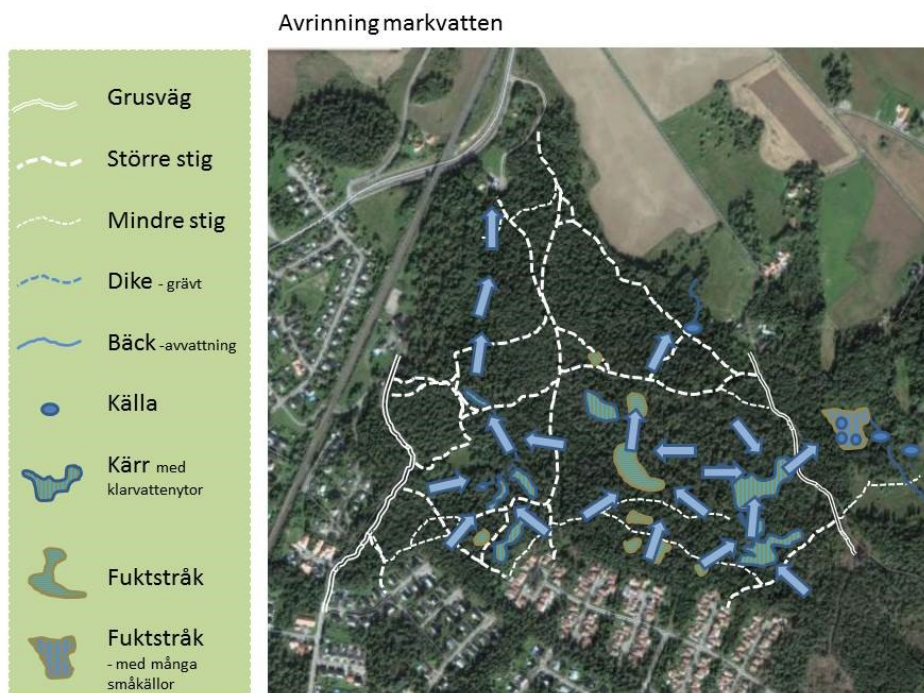 Avrinning markvatten
Grusväg
Större stig
Mindre stig
Dike - grävt
Bäck -avvattning
Källa
Kärr med
klarvattenytor
Fuktstråk
Fuktstråk
- med många
småkällor